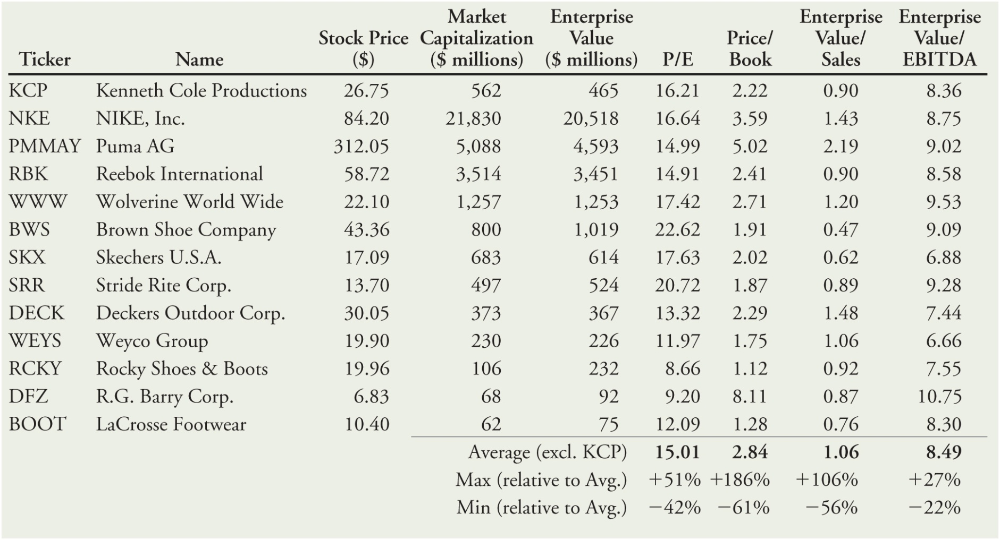 Market Enterprise Enterprise Enterprise
Stock Price Capitalization Value Price/ Value/ Value/
Ticker Name ($) ($ millions) ($ millions) P/E Book Sales EBITDA
KCP Kenneth Cole Productions 26.75 562 465 16.21 2.22 0.90 8.36
NKE NIKE, Inc. 84.20 21,830 20,518 16.64 3.59 1.43 8.75
PMMAY Puma AG 312.05 5,088 4,593 14.99 5.02 2.19 9.02
RBK Reebok International 58.72 3,514 3,451 14.91 2.41 0.90 8.58
WWW Wolverine World Wide 22.10 1,257 1,253 17.42 2.71 1.20 9.53
BWS Brown Shoe Company 43.36 800 1,019 22.62 1.91 0.47 9.09
SKX Skechers U.S.A. 17.09 683 614 17.63 2.02 0.62 6.88
SRR Stride Rite Corp. 13.70 497 524 20.72 1.87 0.89 9.28
DECK Deckers Outdoor Corp. 30.05 373 367 13.32 2.29 1.48 7.44
WEYS Weyco Group 19.90 230 226 11.97 1.75 1.06 6.66
RCKY Rocky Shoes & Boots 19.96 106 232 8.66 1.12 0.92 7.55
DFZ R.G. Barry Corp. 6.83 68 92 9.20 8.11 0.87 10.75
BOOT LaCrosse Footwear 10.40 62 75 12.09 1.28 0.76 8.30
Average (excl. KCP) 15.01 2.84 1.06 8.49
Max (relative to Avg.) +51% +186% +106% +27%
Min (relative to Avg.) −42% −61% −56% −22%